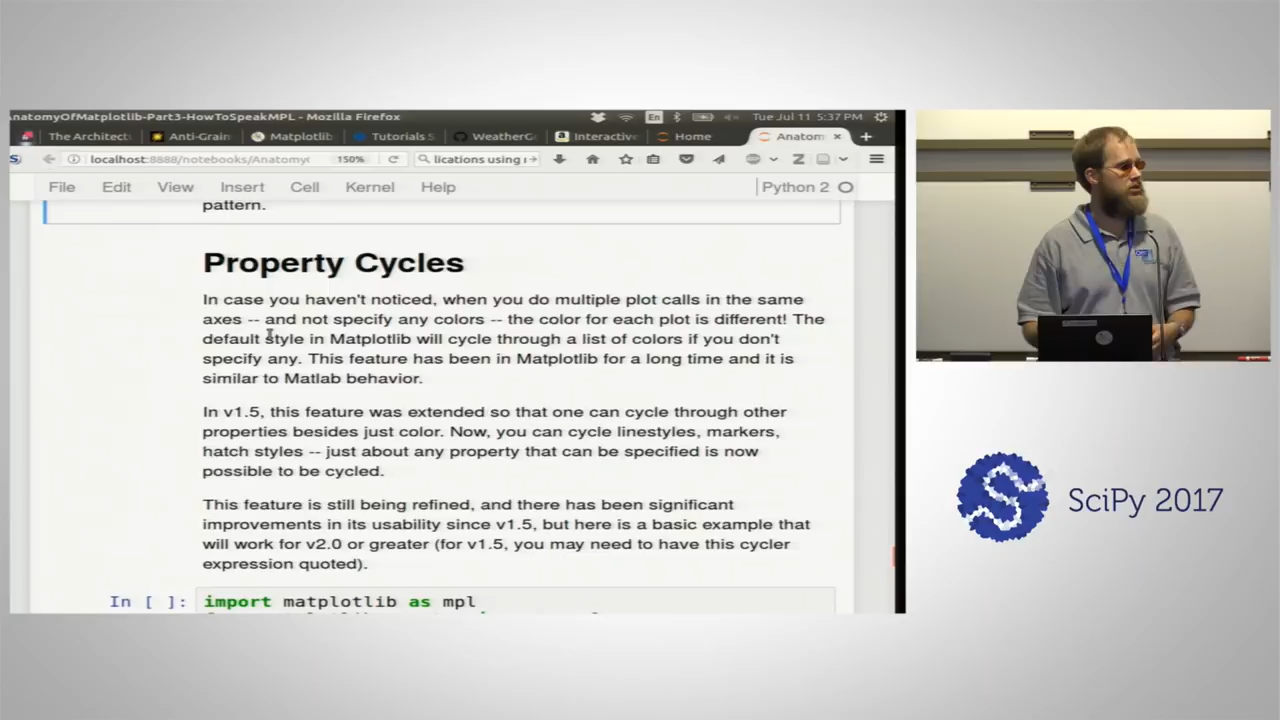 AnatomyOfMatplotlib-Part3-HowToSpeakMPL - Mozilla Firefox
En
Tue Jul 11 5:37 PM
The Architect
Anti-Grain
Matplotlib
Tutorials S
WeatherGe
Interactive
Home
Anatom
localhost:8888/notebooks/Anatomy
150%
lications using
File Edit View Insert Cell Kernel Help
Python 2
pattern.
Property Cycles
In case you haven't noticed, when you do multiple plot calls in the same
axes -- and not specify any colors -- the color for each plot is different! The
default style in Matplotlib will cycle through a list of colors if you don't
specify any. This feature has been in Matplotlib for a long time and it is
similar to Matlab behavior.
In v1.5, this feature was extended so that one can cycle through other
properties besides just color. Now, you can cycle linestyles, markers,
hatch styles -- just about any property that can be specified is now
possible to be cycled.
This feature is still being refined, and there has been significant
improvements in its usability since v1.5, but here is a basic example that
will work for v2.0 or greater (for v1.5, you may need to have this cycler
expression quoted).
In [ ]: import matplotlib as mpl
SciPy 2017